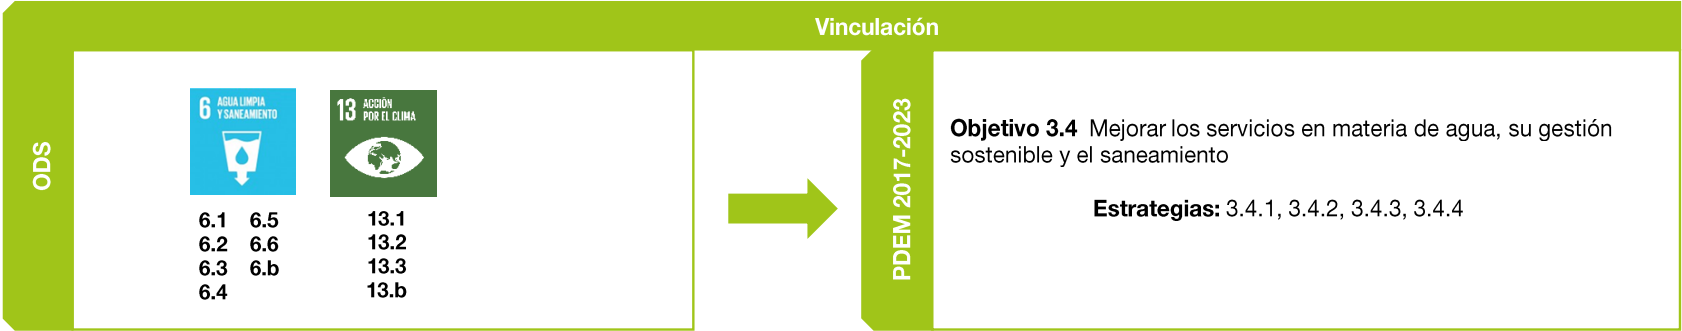 Vinculación
ODS
6 AGUA LIMPIA
Y SANEAMIENTO
13 ACCIÓN
POR EL CLIMA
6.1 6.5
6.2 6.6
6.3 6.b
6.4
13.1
13.2
13.3
13.b
PDEM 2017-2023
Objetivo 3.4 Mejorar los servicios en materia de agua, su gestión
sostenible y el saneamiento
Estrategias: 3.4.1, 3.4.2, 3.4.3, 3.4.4